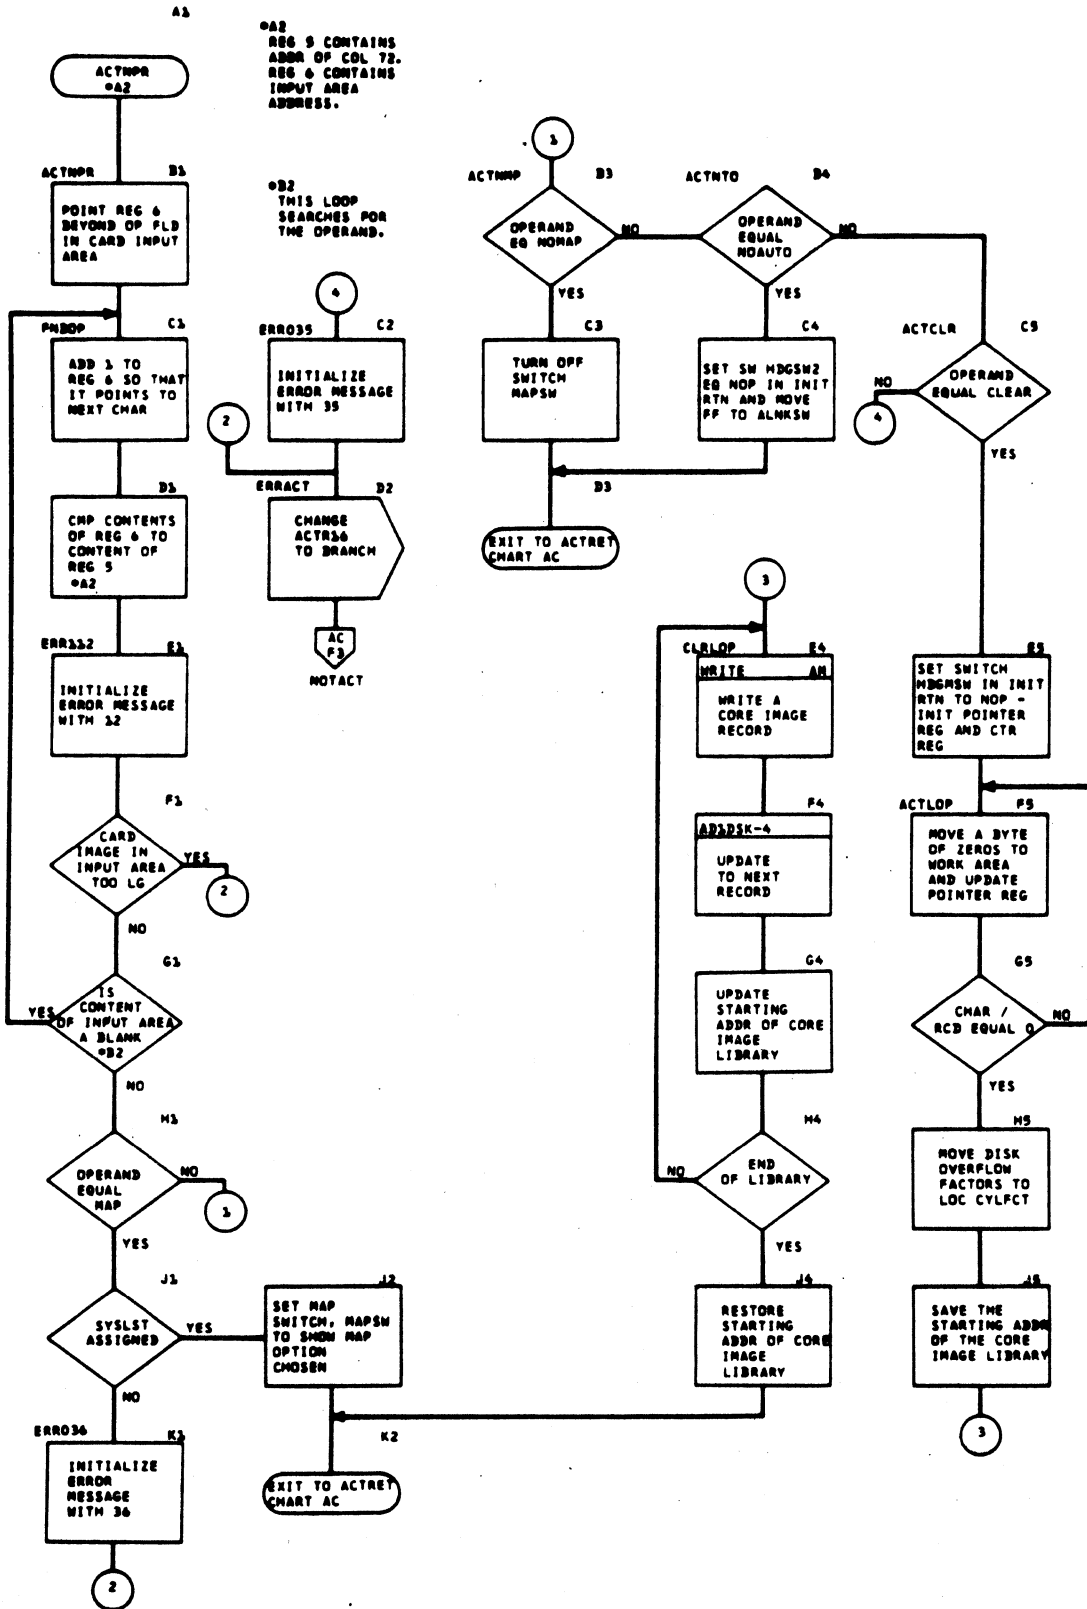 A1
*A2
REG 5 CONTAINS
ADDR OF COL 72.
REG 6 CONTAINS
INPUT AREA
ADDRESS.
ACTNPR
*A2
ACTNPR B1
POINT REG 6
BEYOND OP FLD
IN CARD INPUT
AREA
*B2
THIS LOOP
SEARCHES FOR
THE OPERAND.
FNDOP C1
ADD 1 TO
REG 6 SO THAT
IT POINTS TO
NEXT CHAR
D1
CMP CONTENTS
OF REG 6 TO
CONTENT OF
REG 5
*A2
ERR112 E1
INITIALIZE
ERROR MESSAGE
WITH 12
F1
CARD
IMAGE IN
INPUT AREA
TOO LG
YES
2
NO
G1
IS
CONTENT
OF INPUT AREA
A BLANK
*B2
YES
NO
H1
OPERAND
EQUAL
MAP
NO
1
YES
J1
SYSLST
ASSIGNED
YES
NO
ERR036 K1
INITIALIZE
ERROR
MESSAGE
WITH 36
2
4
ERR035 C2
INITIALIZE
ERROR MESSAGE
WITH 35
2
ERRACT D2
CHANGE
ACTR16
TO BRANCH
AC
F3
NOTACT
J2
SET MAP
SWITCH, MAPSW
TO SHOW MAP
OPTION
CHOSEN
K2
EXIT TO ACTRET
CHART AC
1
ACTNMP B3
OPERAND
EQ NOMAP
NO
YES
C3
TURN OFF
SWITCH
MAPSW
D3
EXIT TO ACTRET
CHART AC
ACTNTO B4
OPERAND
EQUAL
NOAUTO
NO
YES
C4
SET SW HDGSW2
EQ NOP IN INIT
RTN AND MOVE
FF TO ALNKSW
3
CLRLOP E4
WRITE AM
WRITE A
CORE IMAGE
RECORD
F4
AD1DSK-4
UPDATE
TO NEXT
RECORD
G4
UPDATE
STARTING
ADDR OF CORE
IMAGE
LIBRARY
H4
END
OF LIBRARY
NO
YES
J4
RESTORE
STARTING
ADDR OF CORE
IMAGE
LIBRARY
ACTCLR C5
OPERAND
EQUAL CLEAR
NO
4
YES
E5
SET SWITCH
HDGMSW IN INIT
RTN TO NOP -
INIT POINTER
REG AND CTR
REG
ACTLOP F5
MOVE A BYTE
OF ZEROS TO
WORK AREA
AND UPDATE
POINTER REG
G5
CHAR /
RCD EQUAL 0
NO
YES
H5
MOVE DISK
OVERFLOW
FACTORS TO
LOC CYLFCT
J5
SAVE THE
STARTING ADDR
OF THE CORE
IMAGE LIBRARY
3